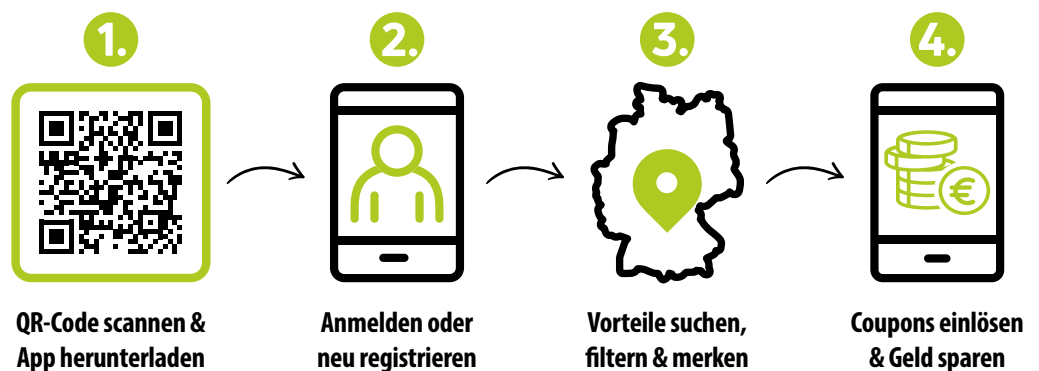 1.
2.
3.
4.
€
QR-Code scannen &
App herunterladen
Anmelden oder
neu registrieren
Vorteile suchen,
filtern & merken
Coupons einlösen
& Geld sparen